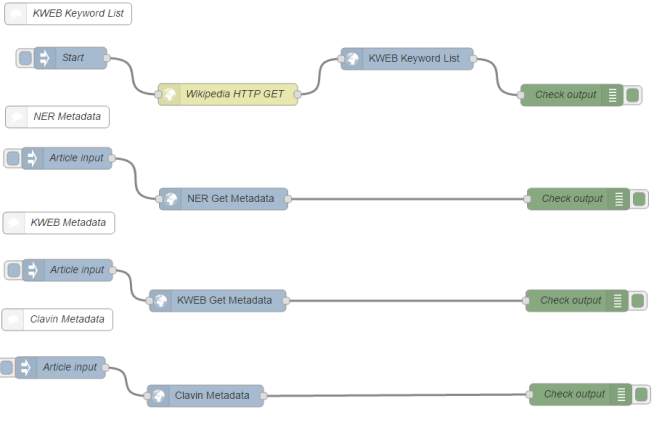 KWEB Keyword List
Start
Wikipedia HTTP GET
KWEB Keyword List
Check output
NER Metadata
Article input
NER Get Metadata
Check output
KWEB Metadata
Article input
KWEB Get Metadata
Check output
Clavin Metadata
Article input
Clavin Metadata
Check output